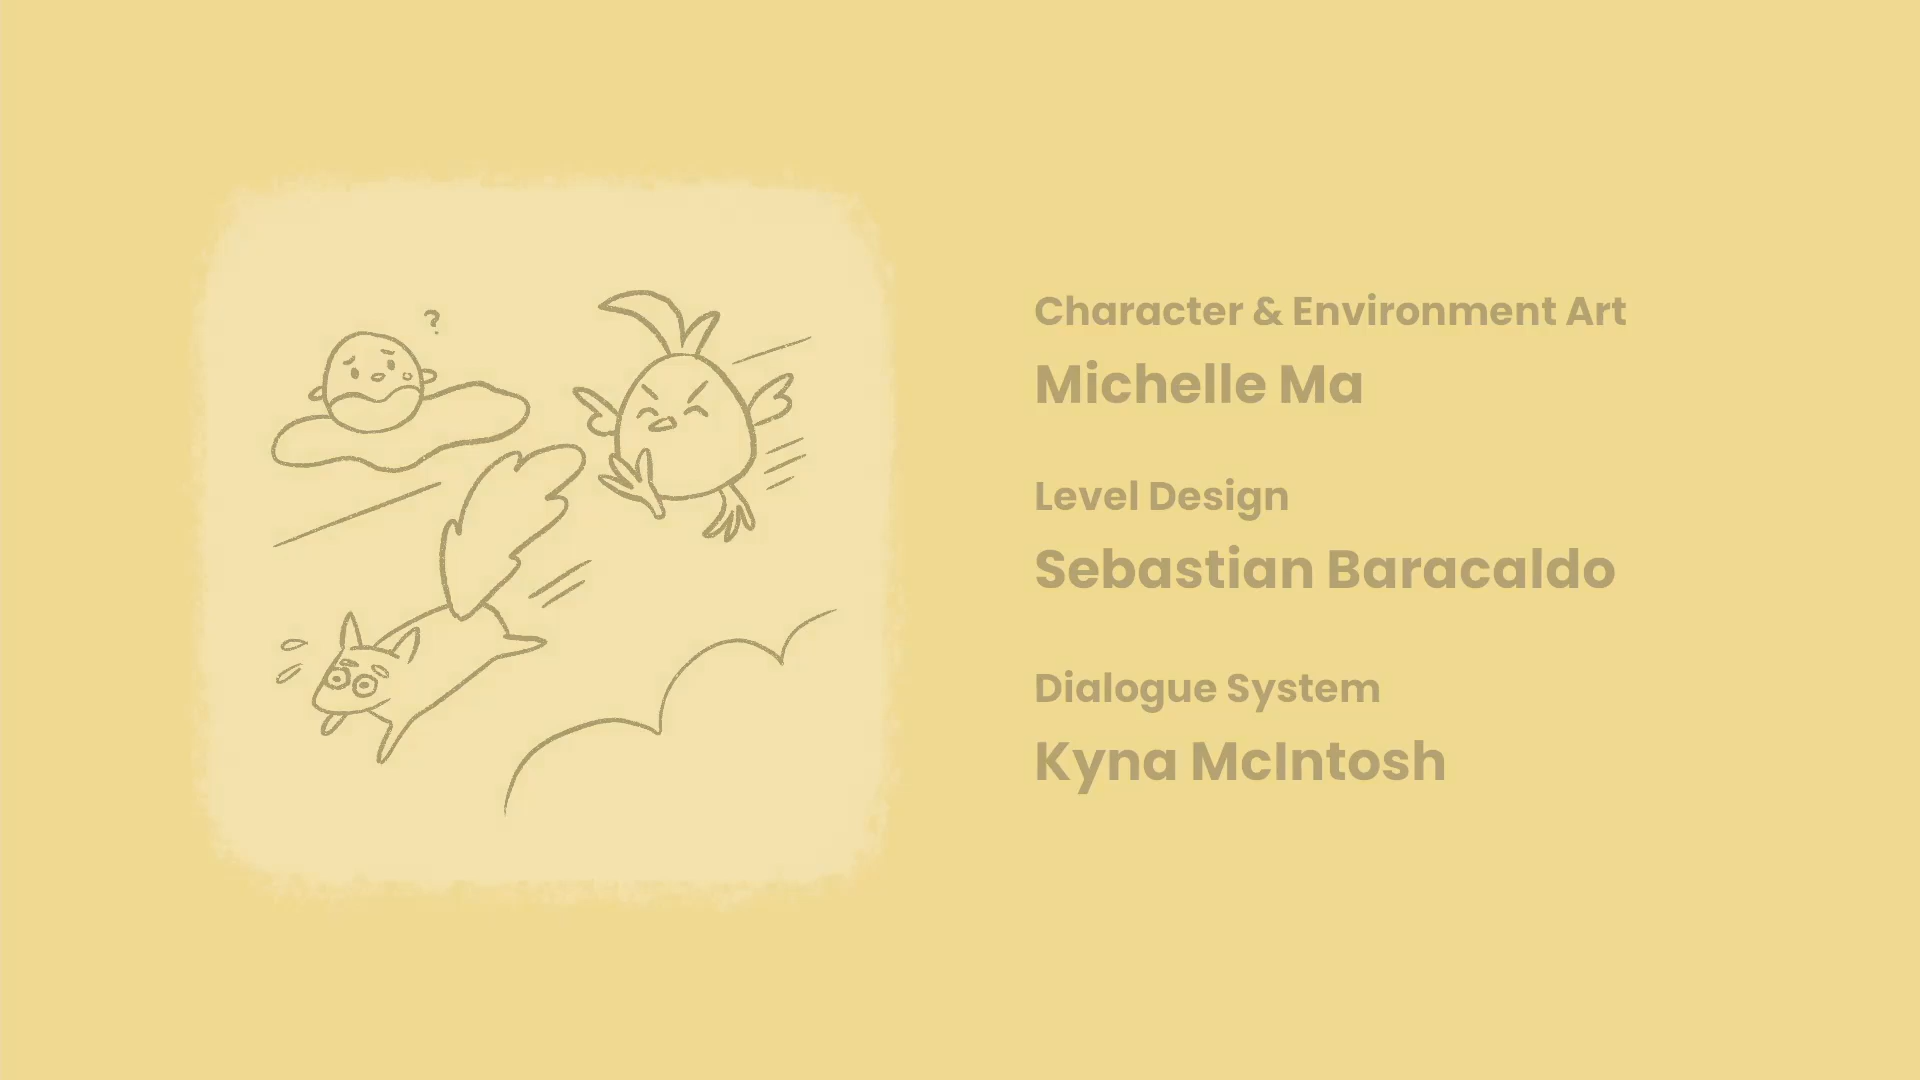 ?
Character & Environment Art
Michelle Ma
Level Design
Sebastian Baracaldo
Dialogue System
Kyna McIntosh